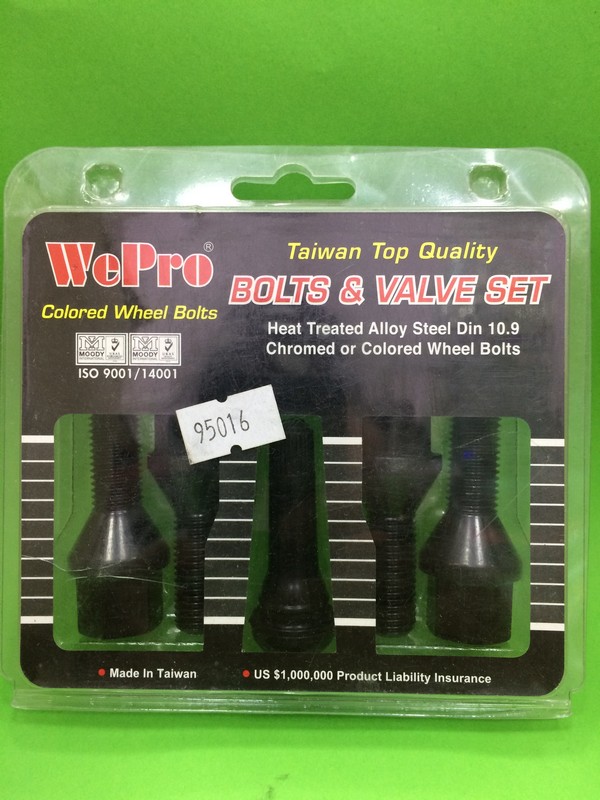 WePro®
Colored Wheel Bolts
MOODY
INTERNATIONAL
MOODY
INTERNATIONAL
ISO 9001/14001
Taiwan Top Quality
BOLTS & VALVE SET
Heat Treated Alloy Steel Din 10.9
Chromed or Colored Wheel Bolts
95016
Made In Taiwan
US $1,000,000 Product Liability Insurance